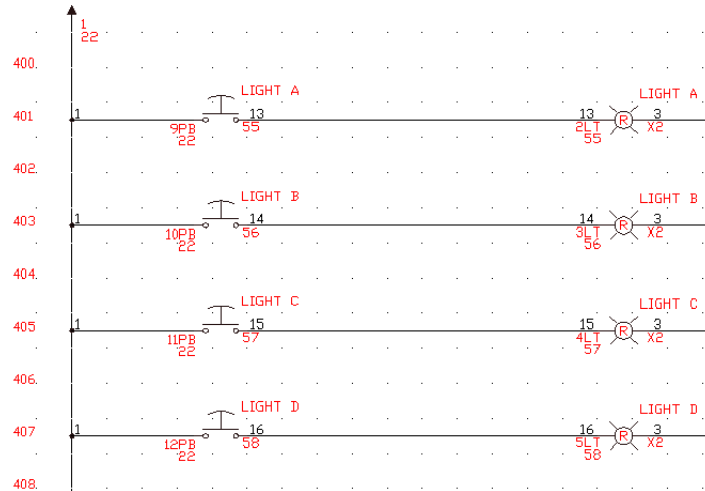 1
22
400
LIGHT A LIGHT A
401 1 13 13 R 3
9PB 55 2LT X2
22 55
402
LIGHT B LIGHT B
403 1 14 14 R 3
10PB 56 3LT X2
22 56
404
LIGHT C LIGHT C
405 1 15 15 R 3
11PB 57 4LT X2
22 57
406
LIGHT D LIGHT D
407 1 16 16 R 3
12PB 58 5LT X2
22 58
408